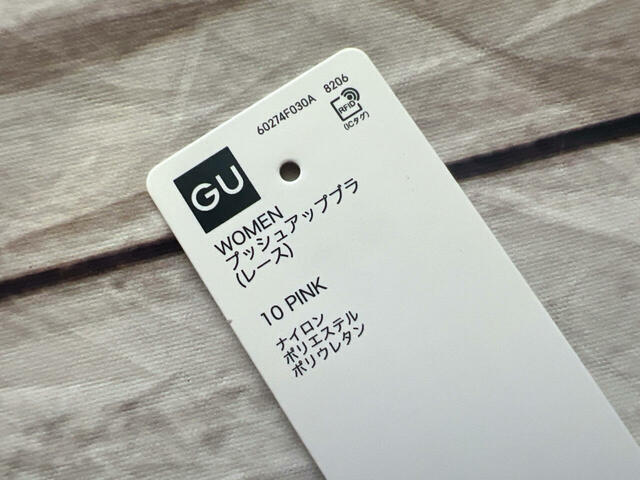 60274F030A 8206
RFID
(ICタグ)
GU
WOMEN
プッシュアップブラ
(レース)
10 PINK
ナイロン
ポリエステル
ポリウレタン